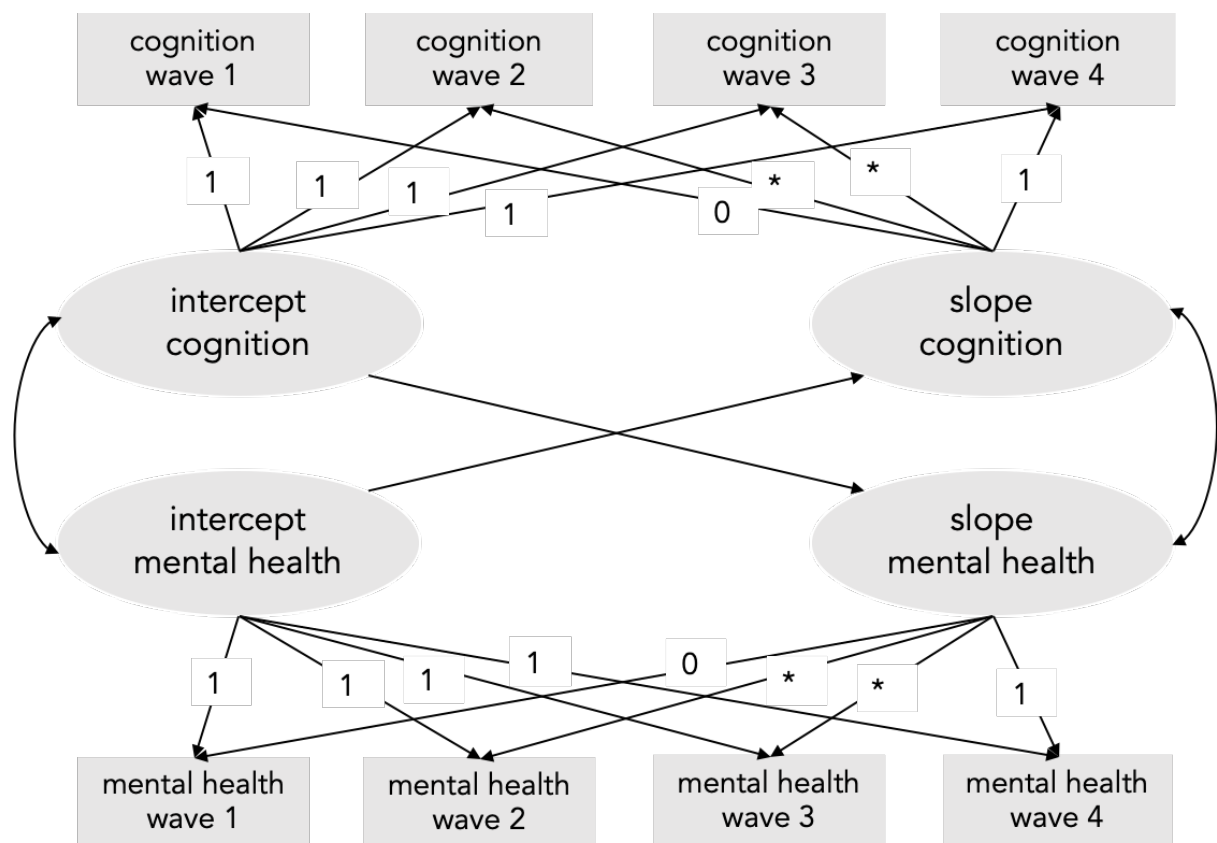 cognition
wave 1
cognition
wave 2
cognition
wave 3
cognition
wave 4
1
1
1
1
0
*
*
1
intercept
cognition
slope
cognition
intercept
mental health
slope
mental health
1
1
1
1
0
*
*
1
mental health
wave 1
mental health
wave 2
mental health
wave 3
mental health
wave 4